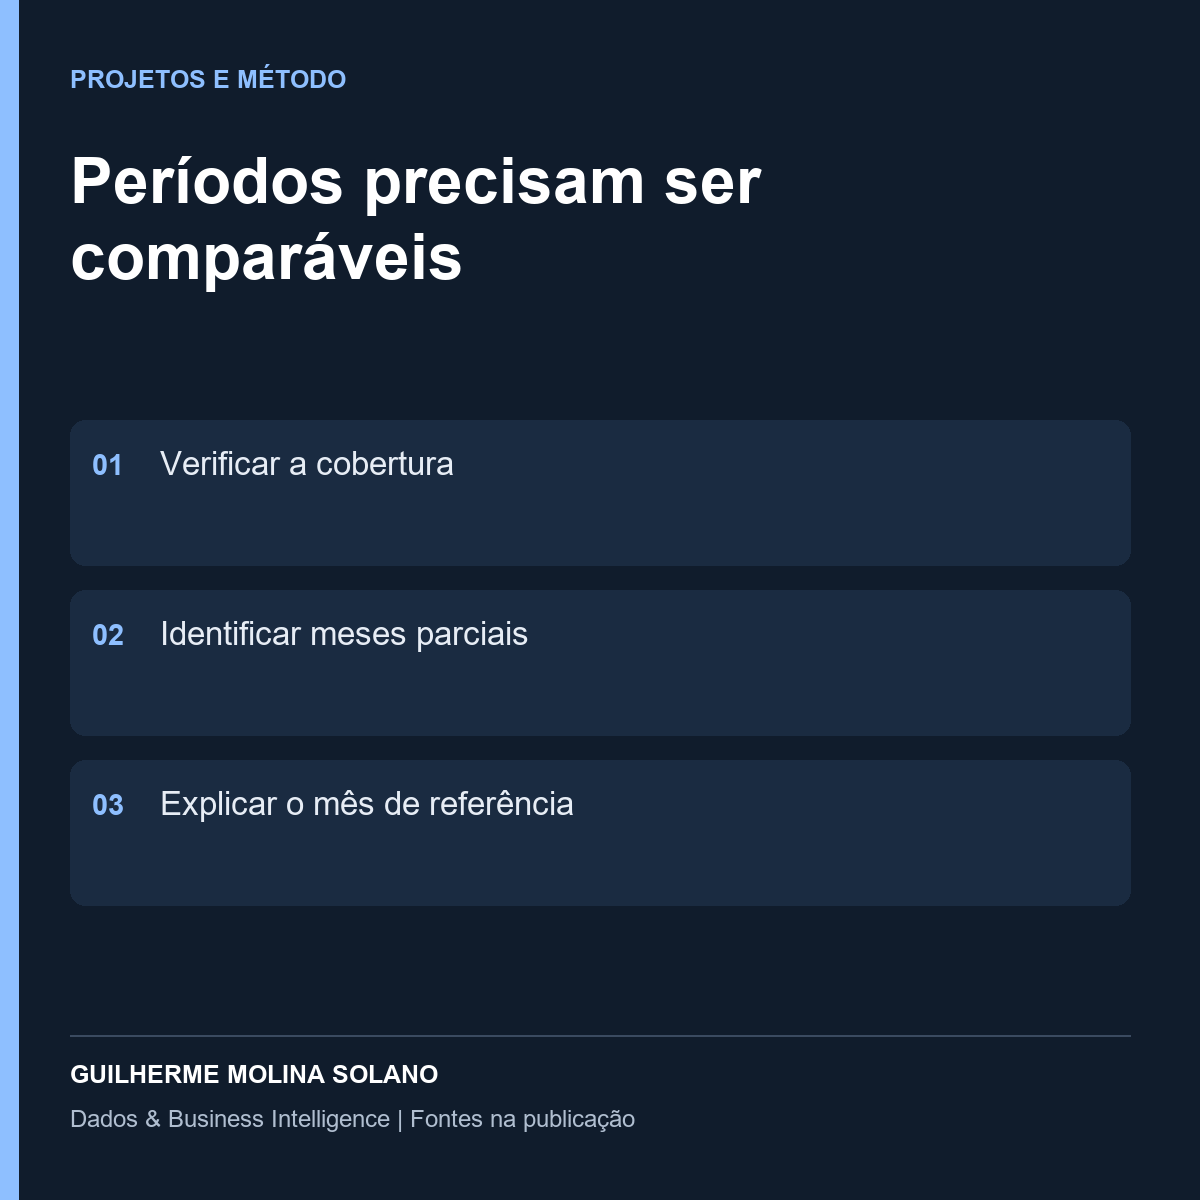 PROJETOS E MÉTODO
Períodos precisam ser
comparáveis
01 Verificar a cobertura
02 Identificar meses parciais
03 Explicar o mês de referência
GUILHERME MOLINA SOLANO
Dados & Business Intelligence | Fontes na publicação